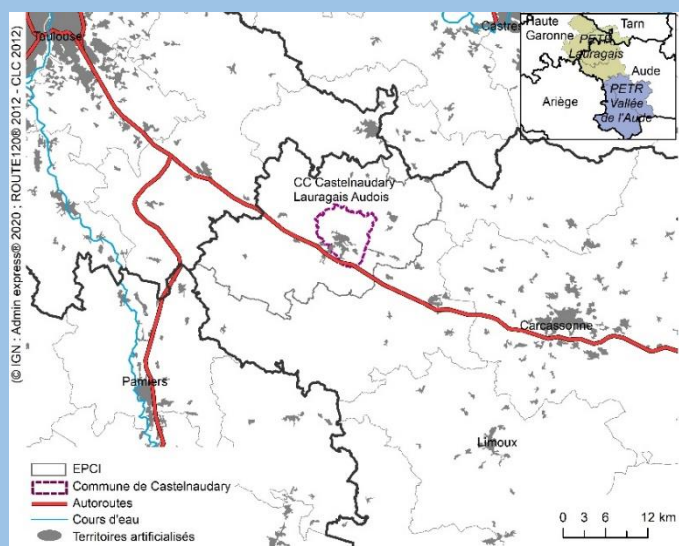 (© IGN : Admin express® 2020 ; ROUTE120® 2012 - CLC 2012)
Toulouse
Castres
Haute
Garonne
Tarn
PETR
Lauragais
Aude
Ariège
PETR
Vallée
de l'Aude
CC Castelnaudary
Lauragais Audois
Carcassonne
Pamiers
Limoux
EPCI
Commune de Castelnaudary
Autoroutes
Cours d'eau
Territoires artificialisés
0 3 6 12 km